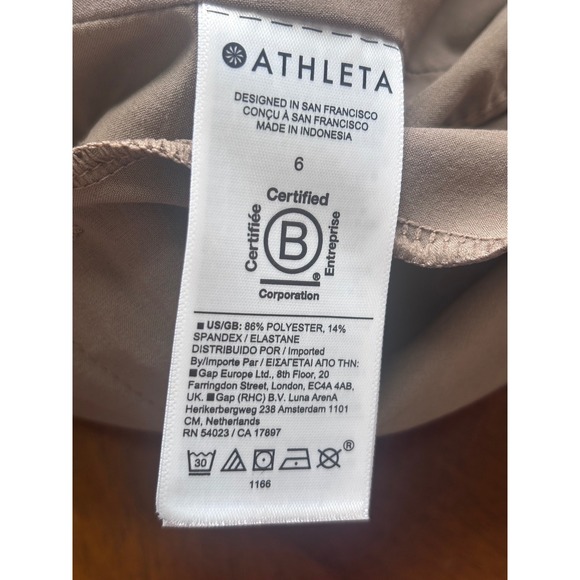 ATHLETA
DESIGNED IN SAN FRANCISCO
CONÇU À SAN FRANCISCO
MADE IN INDONESIA
6
Certified
Certifiée
B
Entreprise
®
Corporation
■ US/GB: 86% POLYESTER, 14%
SPANDEX / ELASTANE
DISTRIBUIDO POR / Imported
By/Importe Par / ΕΙΣΑΓΕΤΑΙ ΑΠΟ ΤΗΝ:
■ Gap Europe Ltd., 8th Floor, 20
Farringdon Street, London, EC4A 4AB,
UK. ■ Gap (RHC) B.V. Luna ArenA
Herikerbergweg 238 Amsterdam 1101
CM, Netherlands
RN 54023 / CA 17897
30
®
1166